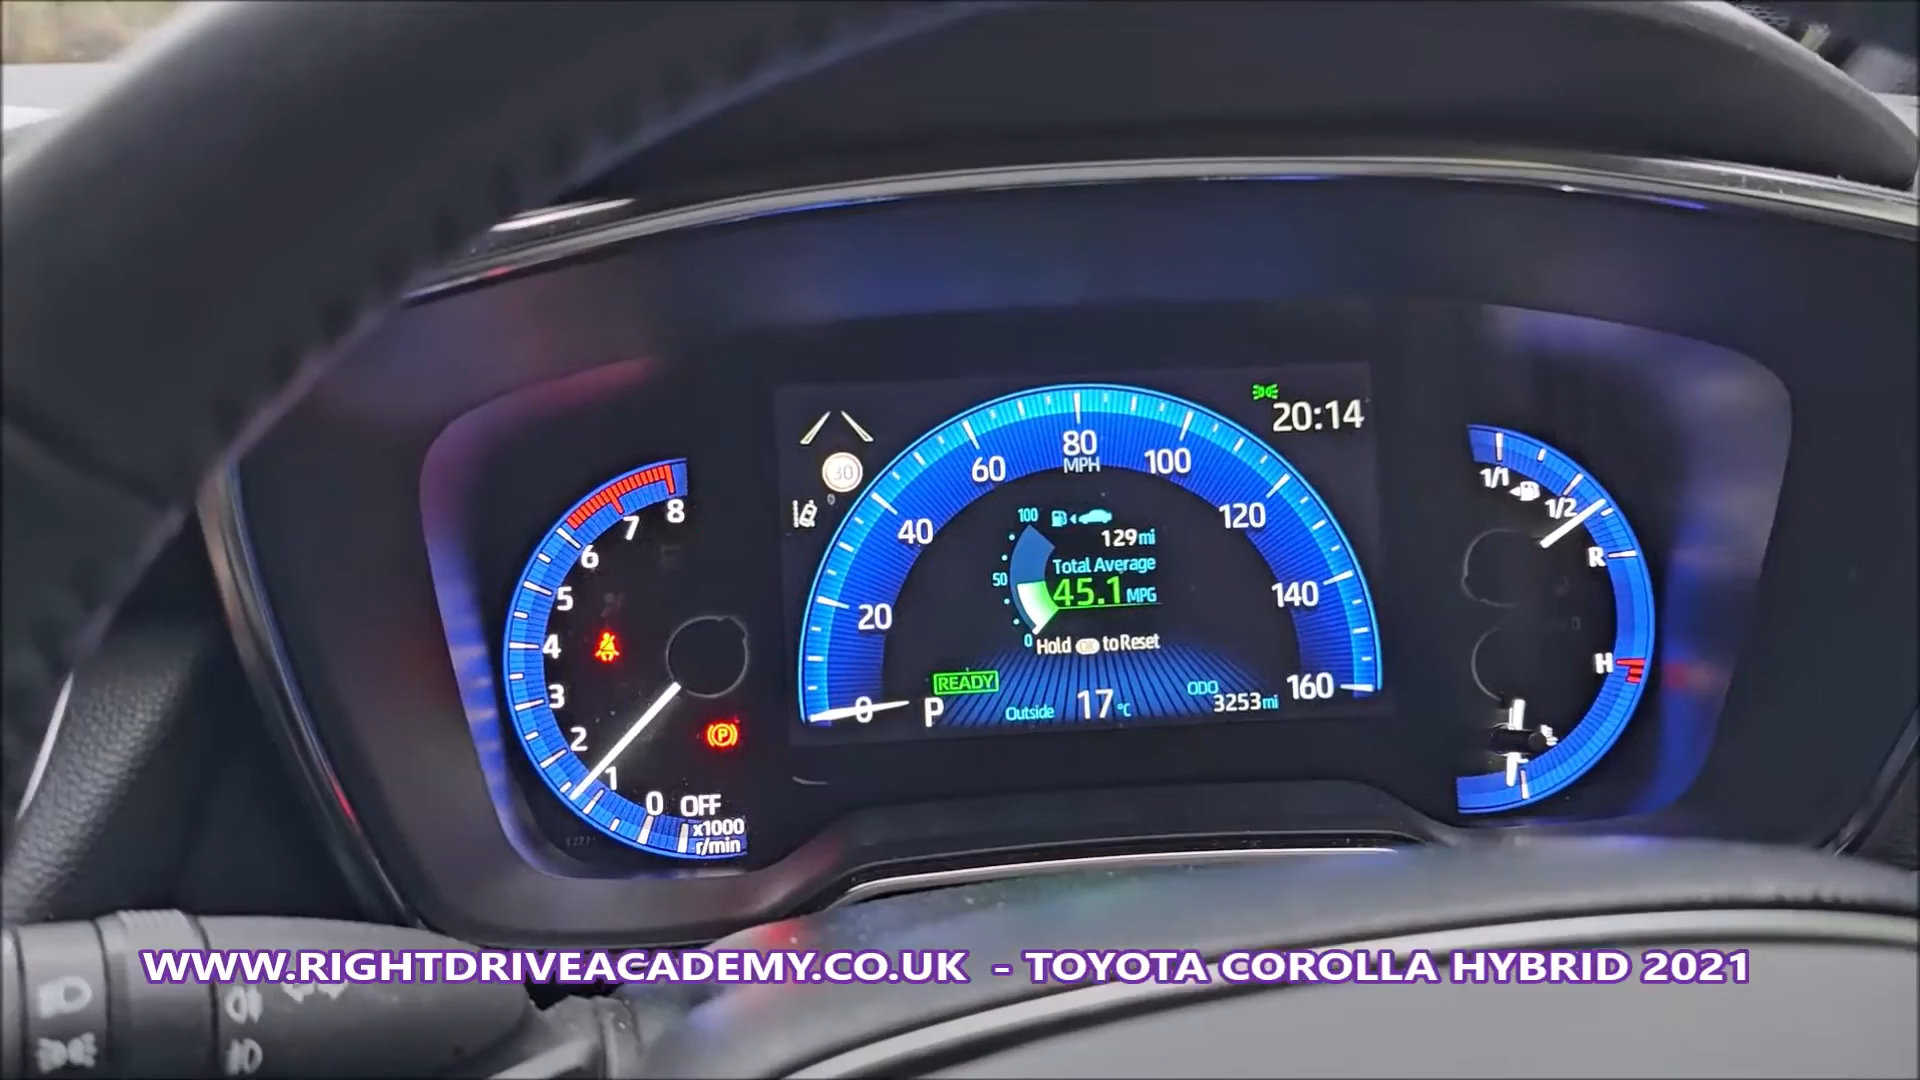 20:14
30
80
MPH
60
100
40
120
20
140
0
160
100
50
0
129mi
Total Average
45.1 MPG
Hold OK to Reset
READY
P
Outside 17°C
ODO
3253mi
8
7
6
5
4
3
2
1
0
OFF
x1000
r/min
P
1/1
1/2
R
H
WWW.RIGHTDRIVEACADEMY.CO.UK - TOYOTA COROLLA HYBRID 2021